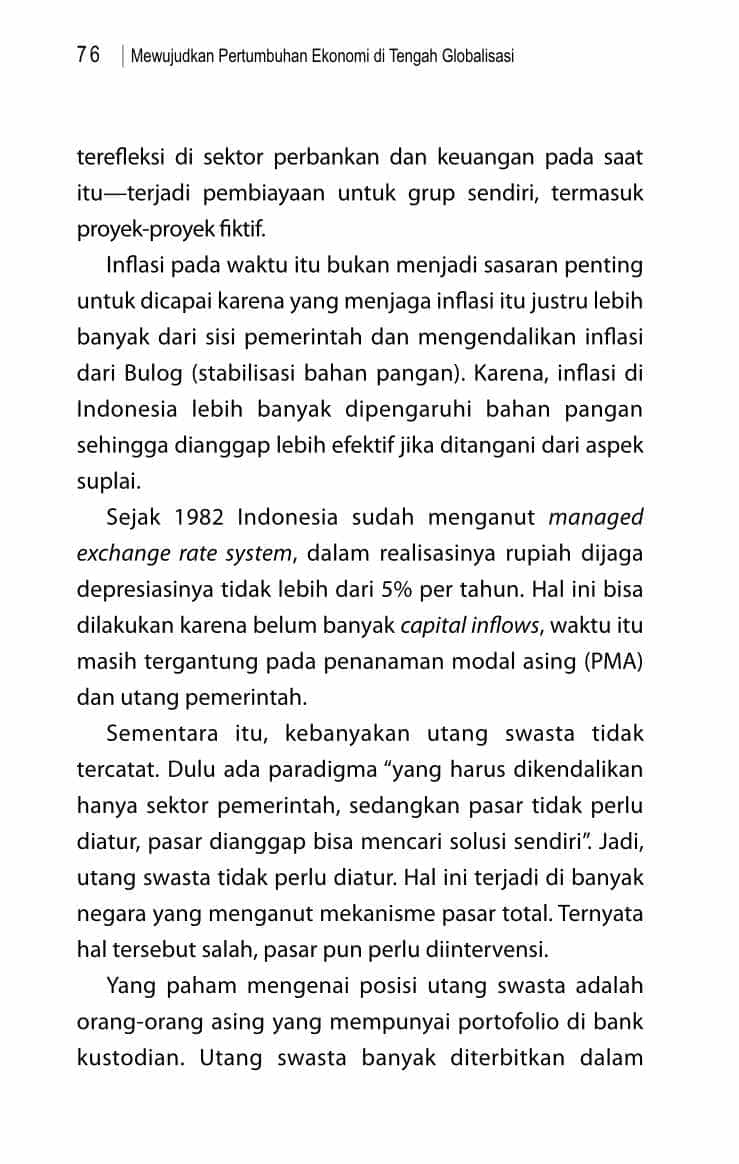 76 | Mewujudkan Pertumbuhan Ekonomi di Tengah Globalisasi
terefleksi di sektor perbankan dan keuangan pada saat
itu—terjadi pembiayaan untuk grup sendiri, termasuk
proyek-proyek fiktif.
Inflasi pada waktu itu bukan menjadi sasaran penting
untuk dicapai karena yang menjaga inflasi itu justru lebih
banyak dari sisi pemerintah dan mengendalikan inflasi
dari Bulog (stabilisasi bahan pangan). Karena, inflasi di
Indonesia lebih banyak dipengaruhi bahan pangan
sehingga dianggap lebih efektif jika ditangani dari aspek
suplai.
Sejak 1982 Indonesia sudah menganut managed
exchange rate system, dalam realisasinya rupiah dijaga
depresiasinya tidak lebih dari 5% per tahun. Hal ini bisa
dilakukan karena belum banyak capital inflows, waktu itu
masih tergantung pada penanaman modal asing (PMA)
dan utang pemerintah.
Sementara itu, kebanyakan utang swasta tidak
tercatat. Dulu ada paradigma “yang harus dikendalikan
hanya sektor pemerintah, sedangkan pasar tidak perlu
diatur, pasar dianggap bisa mencari solusi sendiri”. Jadi,
utang swasta tidak perlu diatur. Hal ini terjadi di banyak
negara yang menganut mekanisme pasar total. Ternyata
hal tersebut salah, pasar pun perlu diintervensi.
Yang paham mengenai posisi utang swasta adalah
orang-orang asing yang mempunyai portofolio di bank
kustodian. Utang swasta banyak diterbitkan dalam